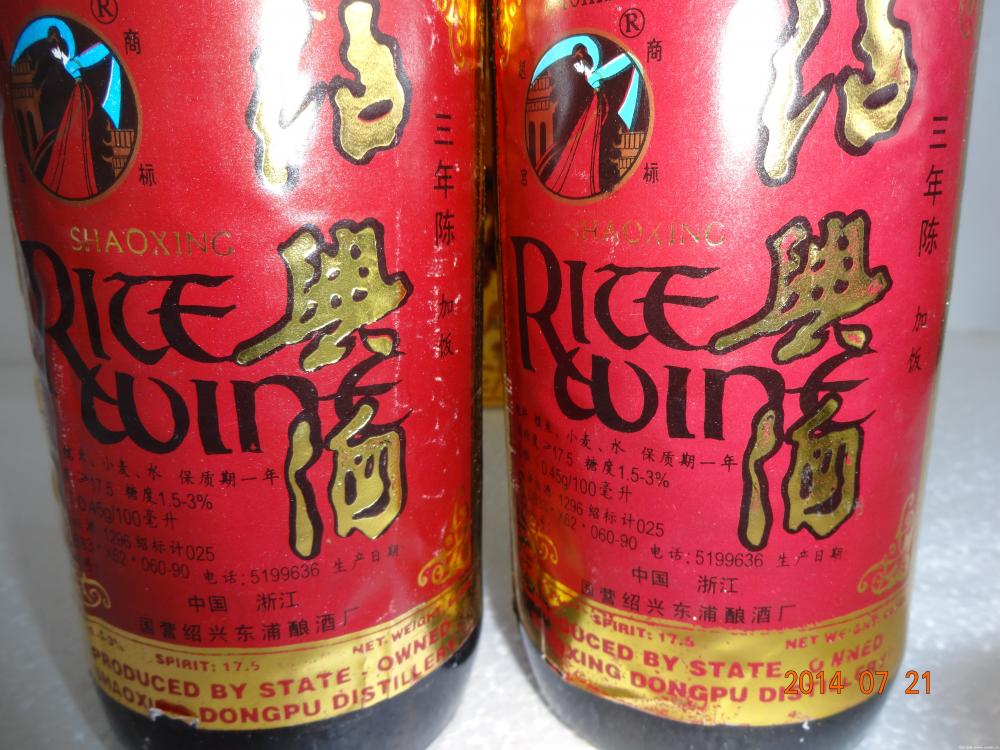 ®
商
标
三年陈
加饭
SHAOXING
RICE
WINE
兴酒
小麦、水 保质期一年
17.5 糖度1.5-3%
0.45g/100毫升
1296 绍标计025
·X62·060-90 电话:5199636 生产日期
中国 浙江
国营绍兴东浦酿酒厂
SPIRIT: 17.5
NET WEIGHT
PRODUCED BY STATE - OWNED
SHAOXING DONGPU DISTILLERY
®
商
标
三年陈
加饭
SHAOXING
RICE
WINE
兴酒
小麦、水 保质期一年
17.5 糖度1.5-3%
0.45g/100毫升
1296 绍标计025
·X62·060-90 电话:5199636 生产日期
中国 浙江
国营绍兴东浦酿酒厂
SPIRIT: 17.5
NET WEIGHT
DUCED BY STATE - OWNED
XING DONGPU DIS
2014 07 21